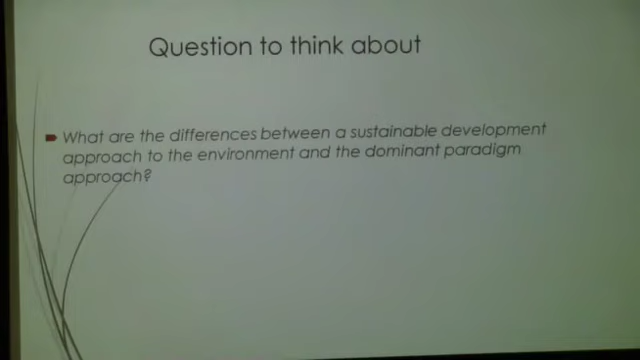 Question to think about
What are the differences between a sustainable development
approach to the environment and the dominant paradigm
approach?